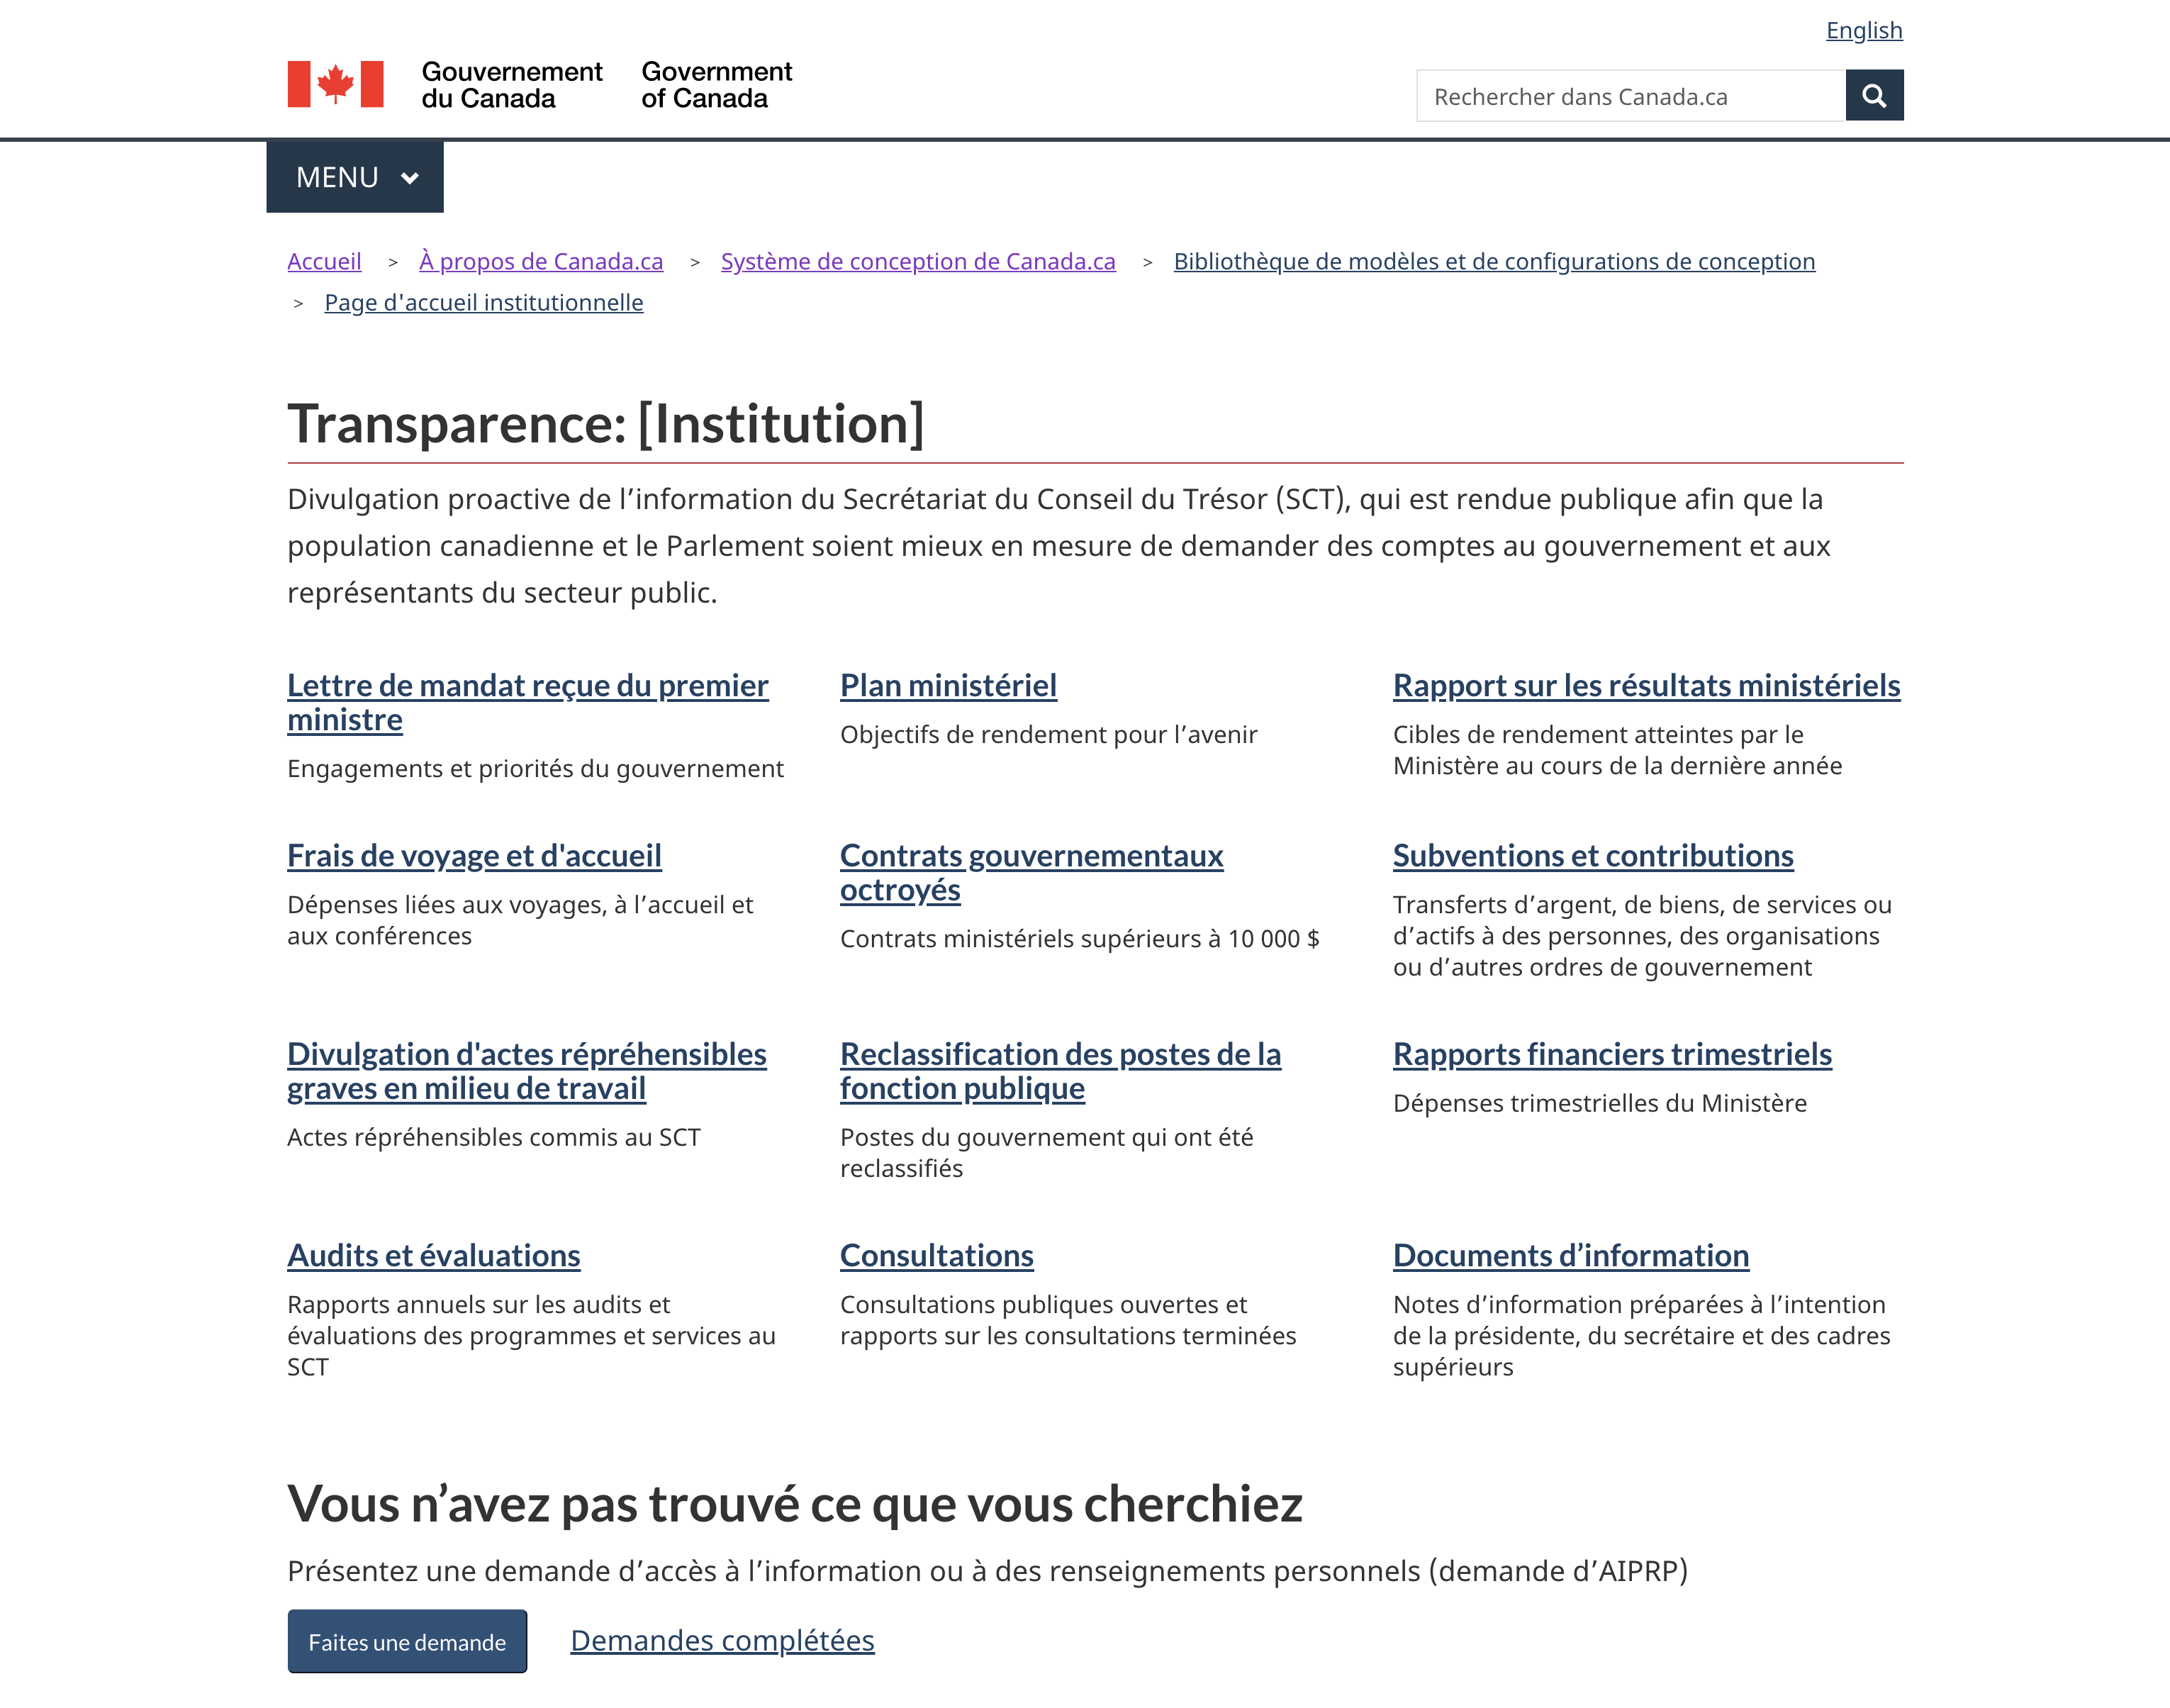 English
Gouvernement
du Canada
Government
of Canada
Rechercher dans Canada.ca
MENU
Accueil > À propos de Canada.ca > Système de conception de Canada.ca > Bibliothèque de modèles et de configurations de conception
> Page d'accueil institutionnelle
Transparence: [Institution]
Divulgation proactive de l’information du Secrétariat du Conseil du Trésor (SCT), qui est rendue publique afin que la
population canadienne et le Parlement soient mieux en mesure de demander des comptes au gouvernement et aux
représentants du secteur public.
Lettre de mandat reçue du premier
ministre
Engagements et priorités du gouvernement
Plan ministériel
Objectifs de rendement pour l’avenir
Rapport sur les résultats ministériels
Cibles de rendement atteintes par le
Ministère au cours de la dernière année
Frais de voyage et d'accueil
Dépenses liées aux voyages, à l’accueil et
aux conférences
Contrats gouvernementaux
octroyés
Contrats ministériels supérieurs à 10 000 $
Subventions et contributions
Transferts d’argent, de biens, de services ou
d’actifs à des personnes, des organisations
ou d’autres ordres de gouvernement
Divulgation d'actes répréhensibles
graves en milieu de travail
Actes répréhensibles commis au SCT
Reclassification des postes de la
fonction publique
Postes du gouvernement qui ont été
reclassifiés
Rapports financiers trimestriels
Dépenses trimestrielles du Ministère
Audits et évaluations
Rapports annuels sur les audits et
évaluations des programmes et services au
SCT
Consultations
Consultations publiques ouvertes et
rapports sur les consultations terminées
Documents d’information
Notes d’information préparées à l’intention
de la présidente, du secrétaire et des cadres
supérieurs
Vous n’avez pas trouvé ce que vous cherchiez
Présentez une demande d’accès à l’information ou à des renseignements personnels (demande d’AIPRP)
Faites une demande
Demandes complétées